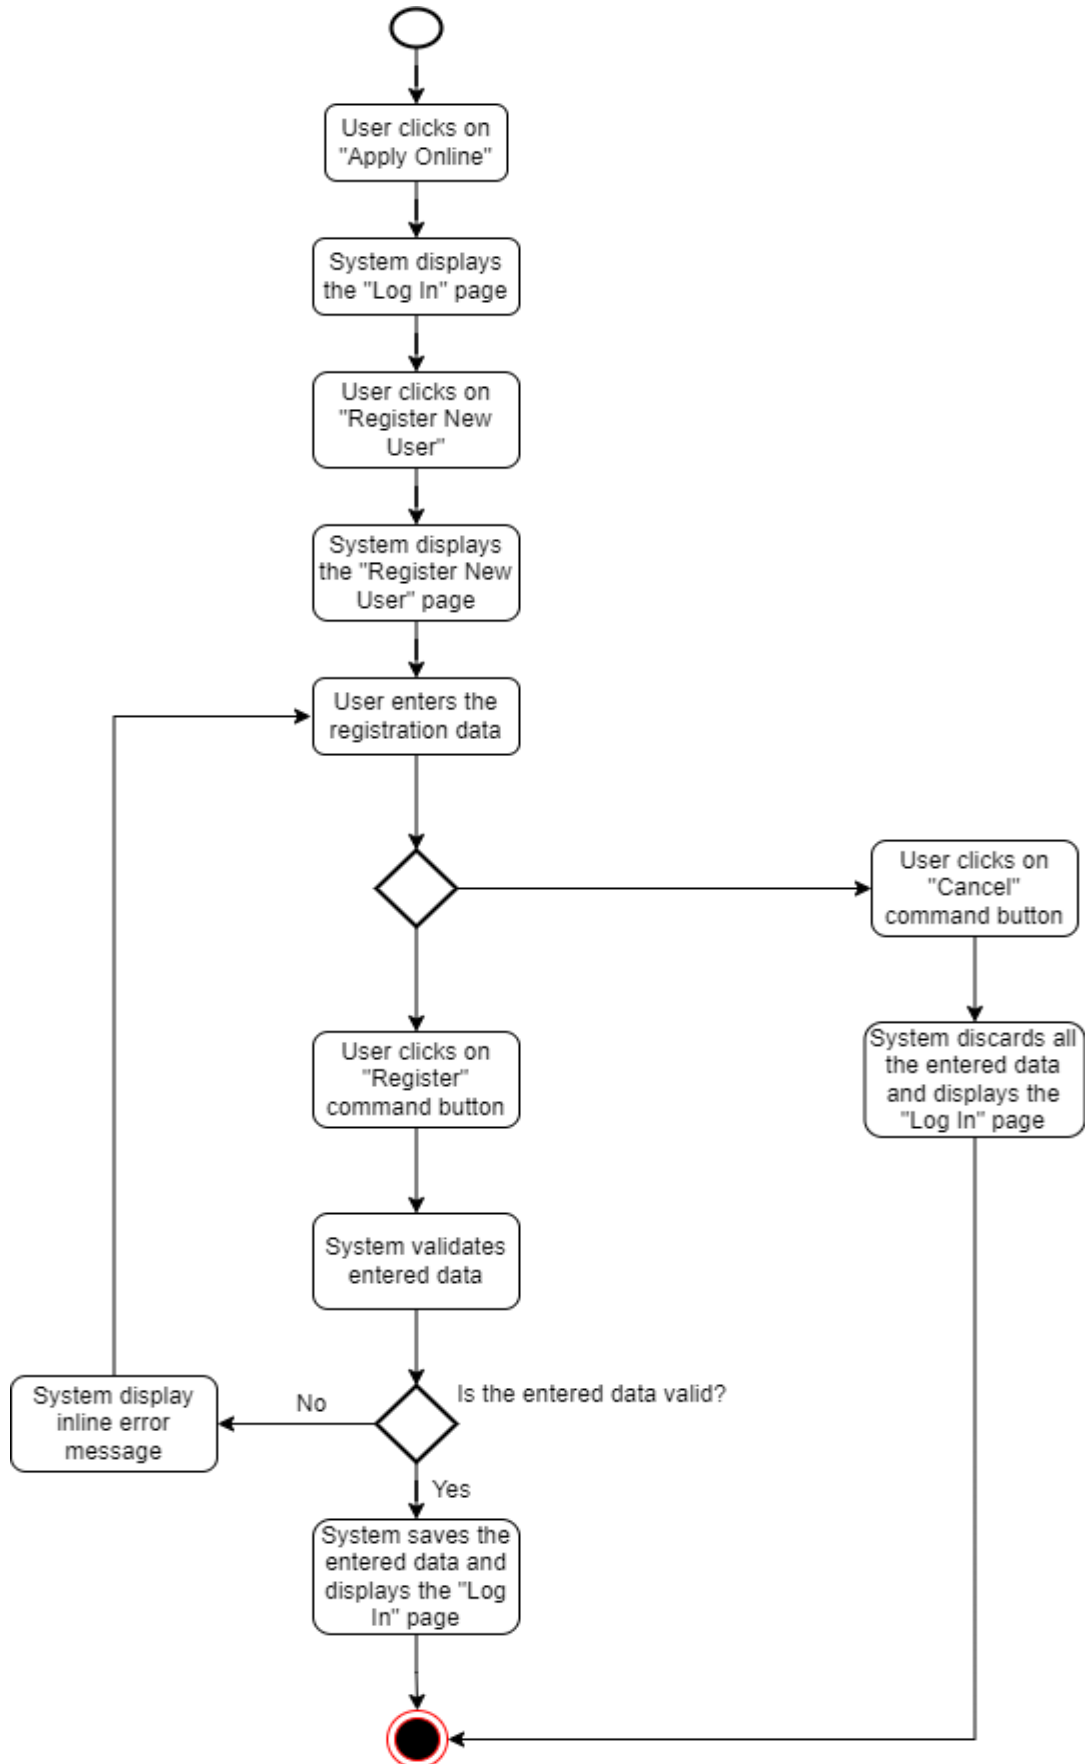 User clicks on
"Apply Online"
System displays
the "Log In" page
User clicks on
"Register New
User"
System displays
the "Register New
User" page
User enters the
registration data
User clicks on
"Cancel"
command button
System discards all
the entered data
and displays the
"Log In" page
User clicks on
"Register"
command button
System validates
entered data
Is the entered data valid?
No
System display
inline error
message
Yes
System saves the
entered data and
displays the "Log
In" page